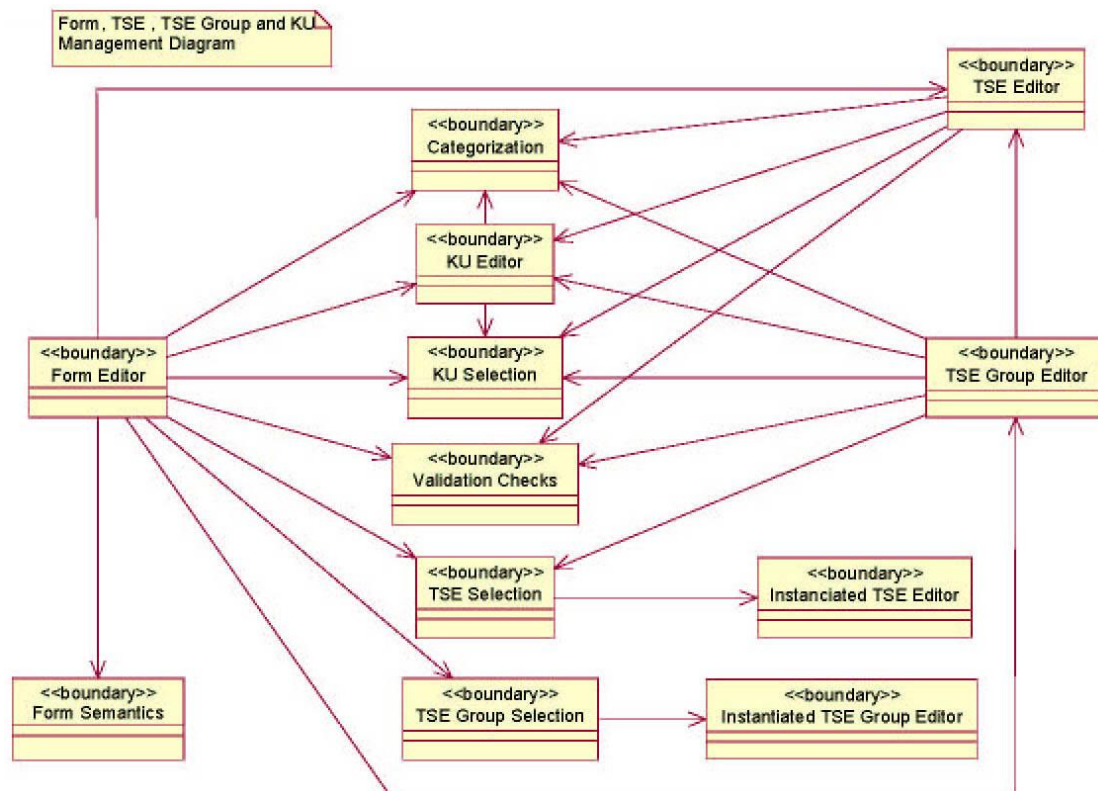 Form, TSE , TSE Group and KU
Management Diagram
<<boundary>>
TSE Editor
<<boundary>>
Categorization
<<boundary>>
KU Editor
<<boundary>>
Form Editor
<<boundary>>
KU Selection
<<boundary>>
TSE Group Editor
<<boundary>>
Validation Checks
<<boundary>>
TSE Selection
<<boundary>>
Instanciated TSE Editor
<<boundary>>
Form Semantics
<<boundary>>
TSE Group Selection
<<boundary>>
Instantiated TSE Group Editor